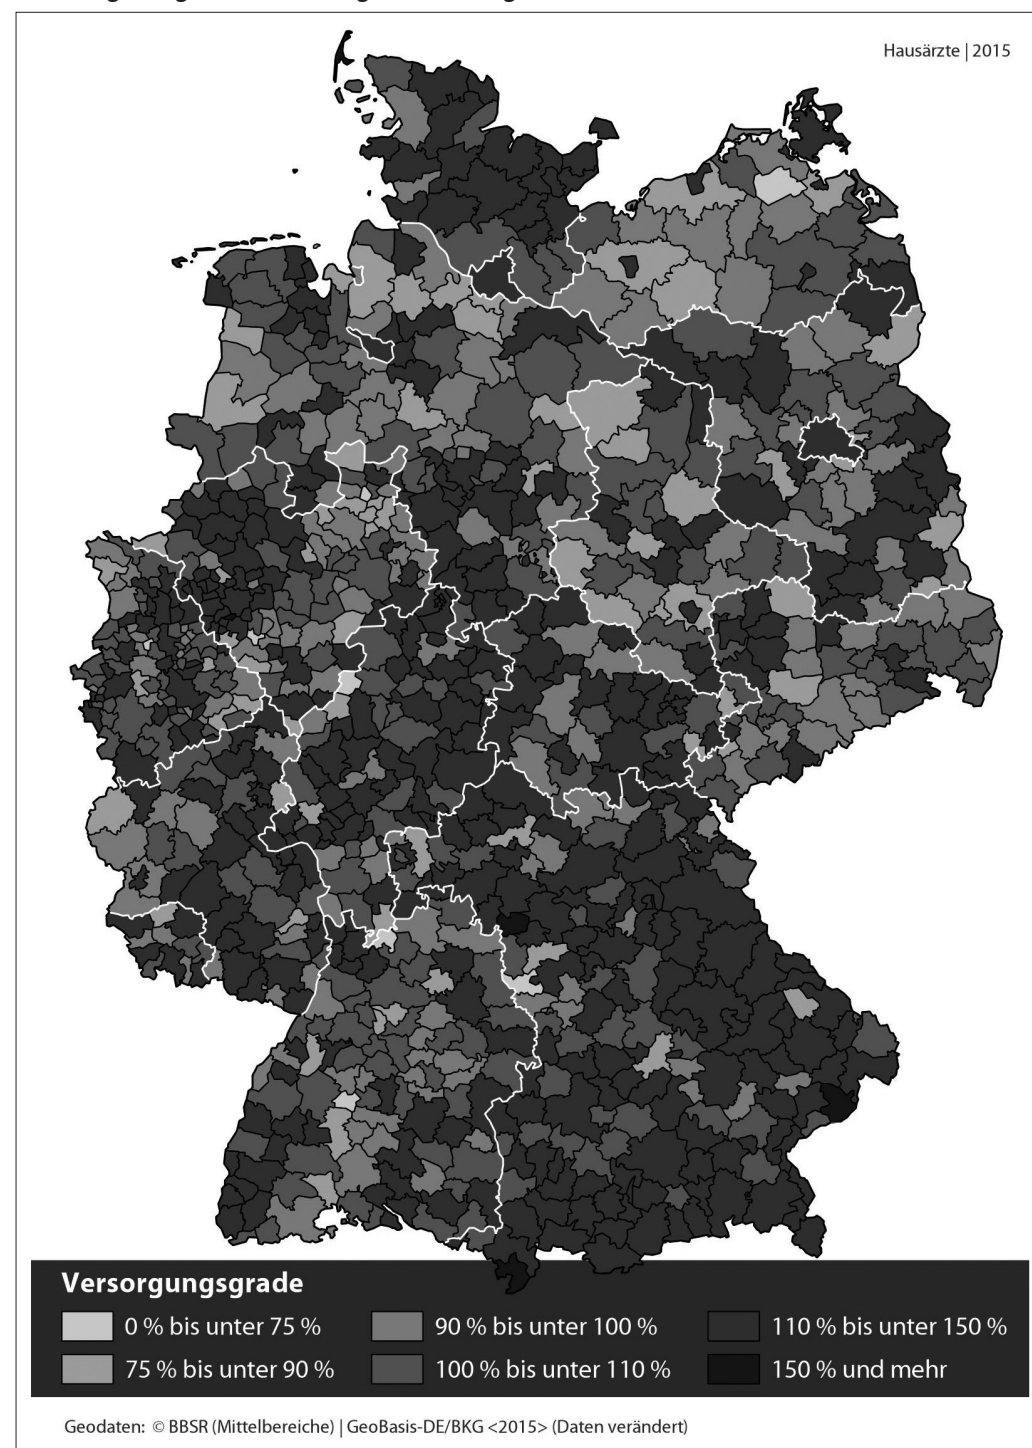 Hausärzte | 2015
Versorgungsgrade
0 % bis unter 75 %
90 % bis unter 100 %
110 % bis unter 150 %
75 % bis unter 90 %
100 % bis unter 110 %
150 % und mehr
Geodaten: © BBSR (Mittelbereiche) | GeoBasis-DE/BKG <2015> (Daten verändert)